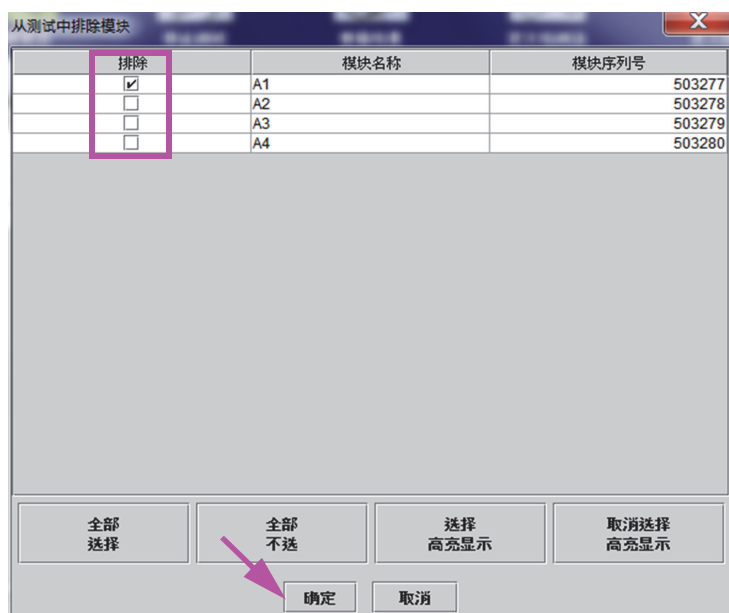 从测试中排除模块
X
排除 模块名称 模块序列号
A1 503277
A2 503278
A3 503279
A4 503280
全部 全部 选择 取消选择
选择 不选 高亮显示 高亮显示
确定 取消